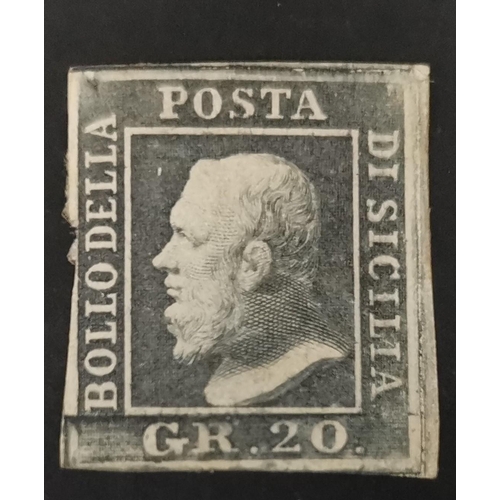 BOLLO DELLA
POSTA
DI SICILIA
GR. 20.